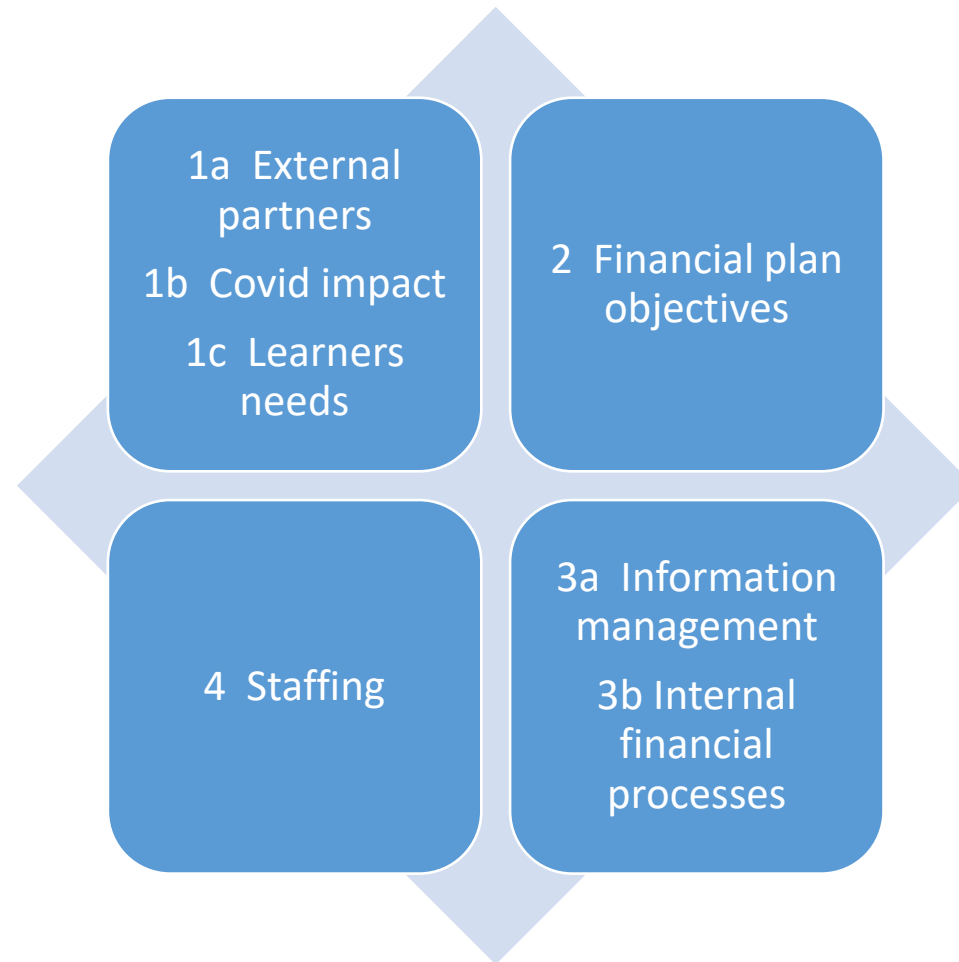 1a  External
partners
1b  Covid impact
1c  Learners
needs
2  Financial plan
objectives
4  Staffing
3a  Information
management
3b Internal
financial
processes